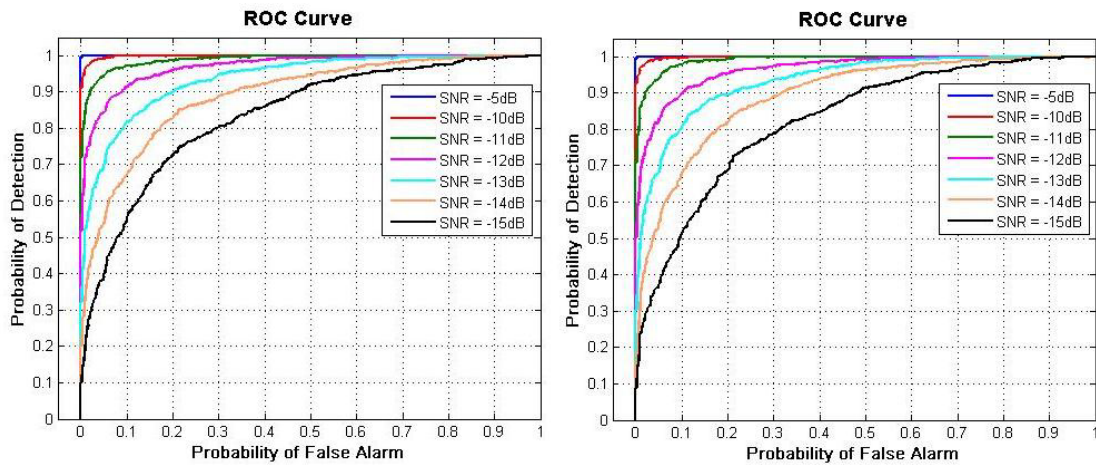 ROC Curve
Probability of Detection
1
0.9
0.8
0.7
0.6
0.5
0.4
0.3
0.2
0.1
0
SNR = -5dB
SNR = -10dB
SNR = -11dB
SNR = -12dB
SNR = -13dB
SNR = -14dB
SNR = -15dB
0 0.1 0.2 0.3 0.4 0.5 0.6 0.7 0.8 0.9 1
Probability of False Alarm
ROC Curve
Probability of Detection
1
0.9
0.8
0.7
0.6
0.5
0.4
0.3
0.2
0.1
0
SNR = -5dB
SNR = -10dB
SNR = -11dB
SNR = -12dB
SNR = -13dB
SNR = -14dB
SNR = -15dB
0 0.1 0.2 0.3 0.4 0.5 0.6 0.7 0.8 0.9 1
Probability of False Alarm